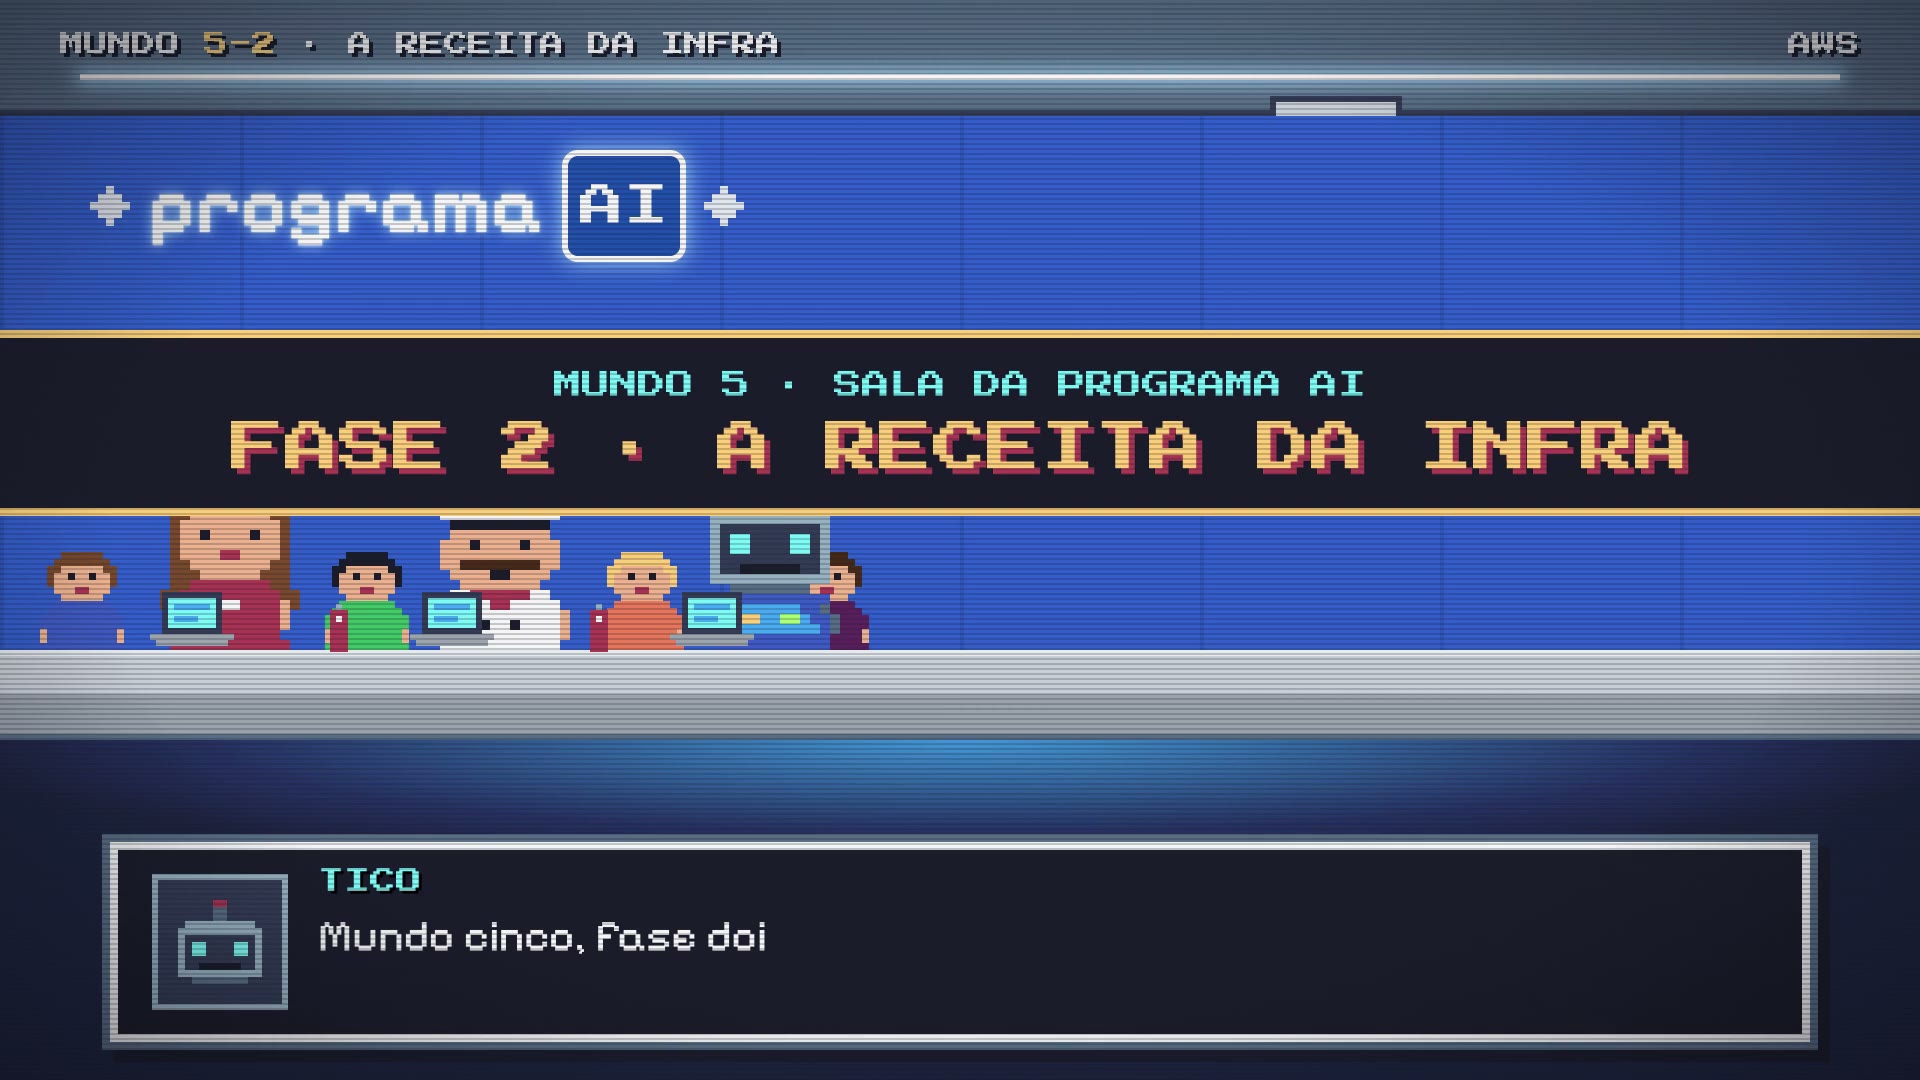 MUNDO 5-2 · A RECEITA DA INFRA
AWS
programa AI
MUNDO 5 · SALA DA PROGRAMA AI
FASE 2 · A RECEITA DA INFRA
TICO
Mundo cinco, fase doi